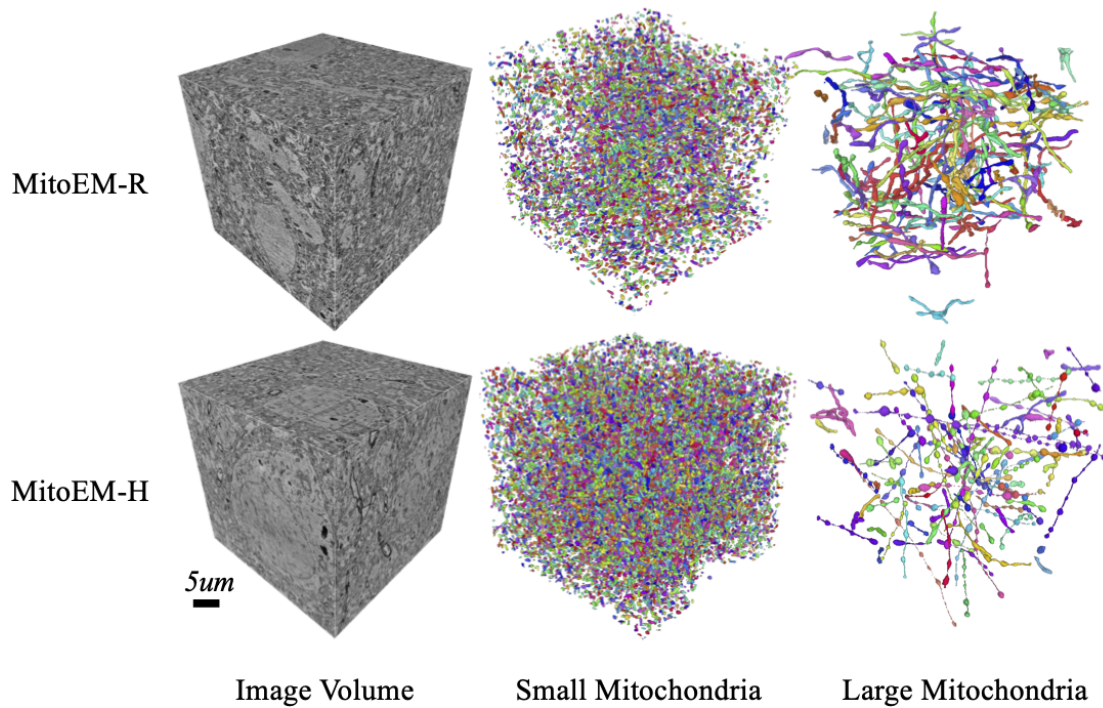 MitoEM-R
MitoEM-H
5um
Image Volume
Small Mitochondria
Large Mitochondria